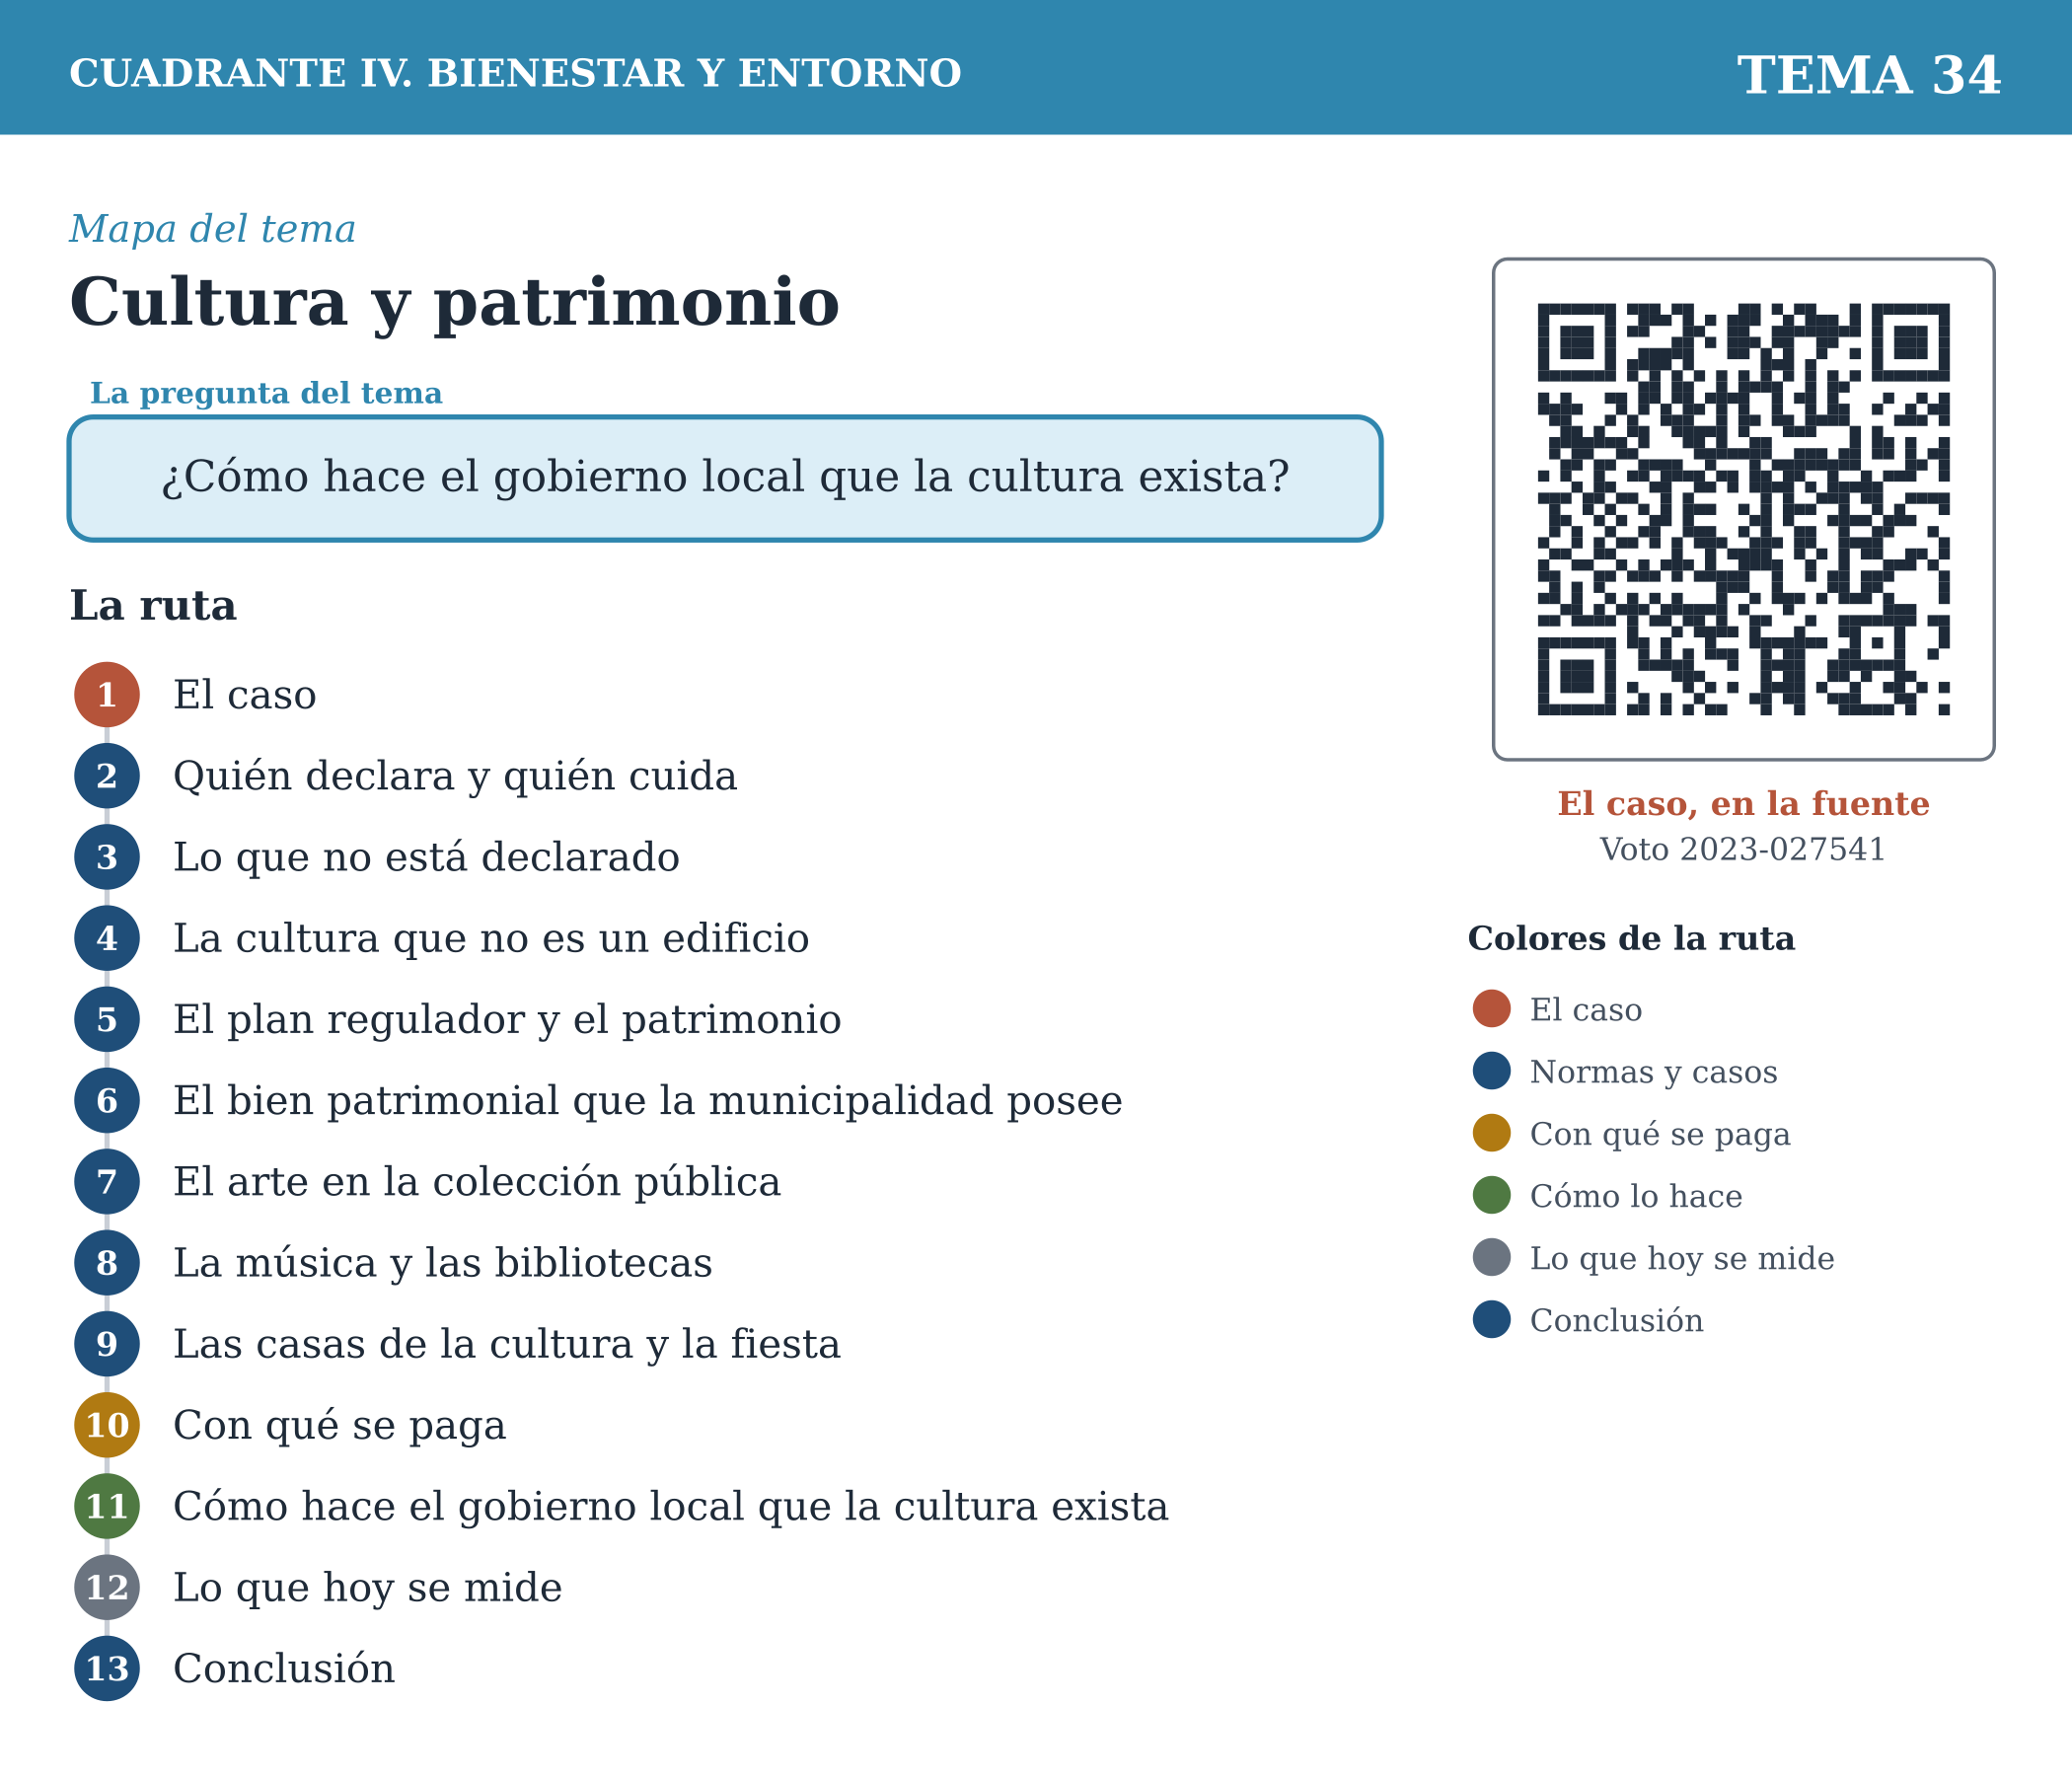 CUADRANTE IV. BIENESTAR Y ENTORNO
TEMA 34
Mapa del tema
Cultura y patrimonio
La pregunta del tema
¿Cómo hace el gobierno local que la cultura exista?
La ruta
1 El caso
2 Quién declara y quién cuida
3 Lo que no está declarado
4 La cultura que no es un edificio
5 El plan regulador y el patrimonio
6 El bien patrimonial que la municipalidad posee
7 El arte en la colección pública
8 La música y las bibliotecas
9 Las casas de la cultura y la fiesta
10 Con qué se paga
11 Cómo hace el gobierno local que la cultura exista
12 Lo que hoy se mide
13 Conclusión
El caso, en la fuente
Voto 2023-027541
Colores de la ruta
El caso
Normas y casos
Con qué se paga
Cómo lo hace
Lo que hoy se mide
Conclusión